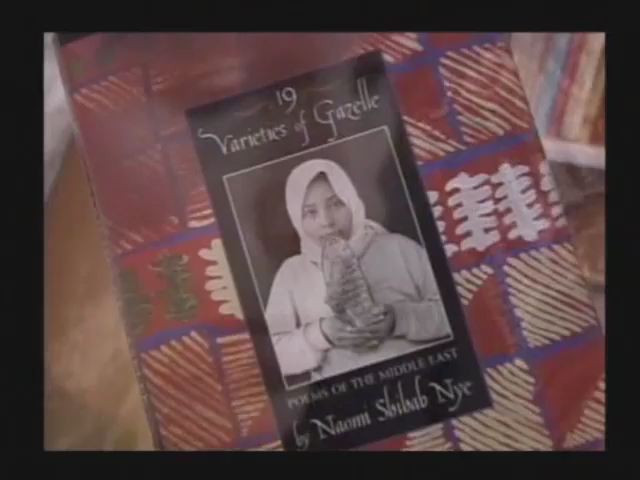 19
Varieties of Gazelle
POEMS OF THE MIDDLE EAST
by Naomi Shihab Nye